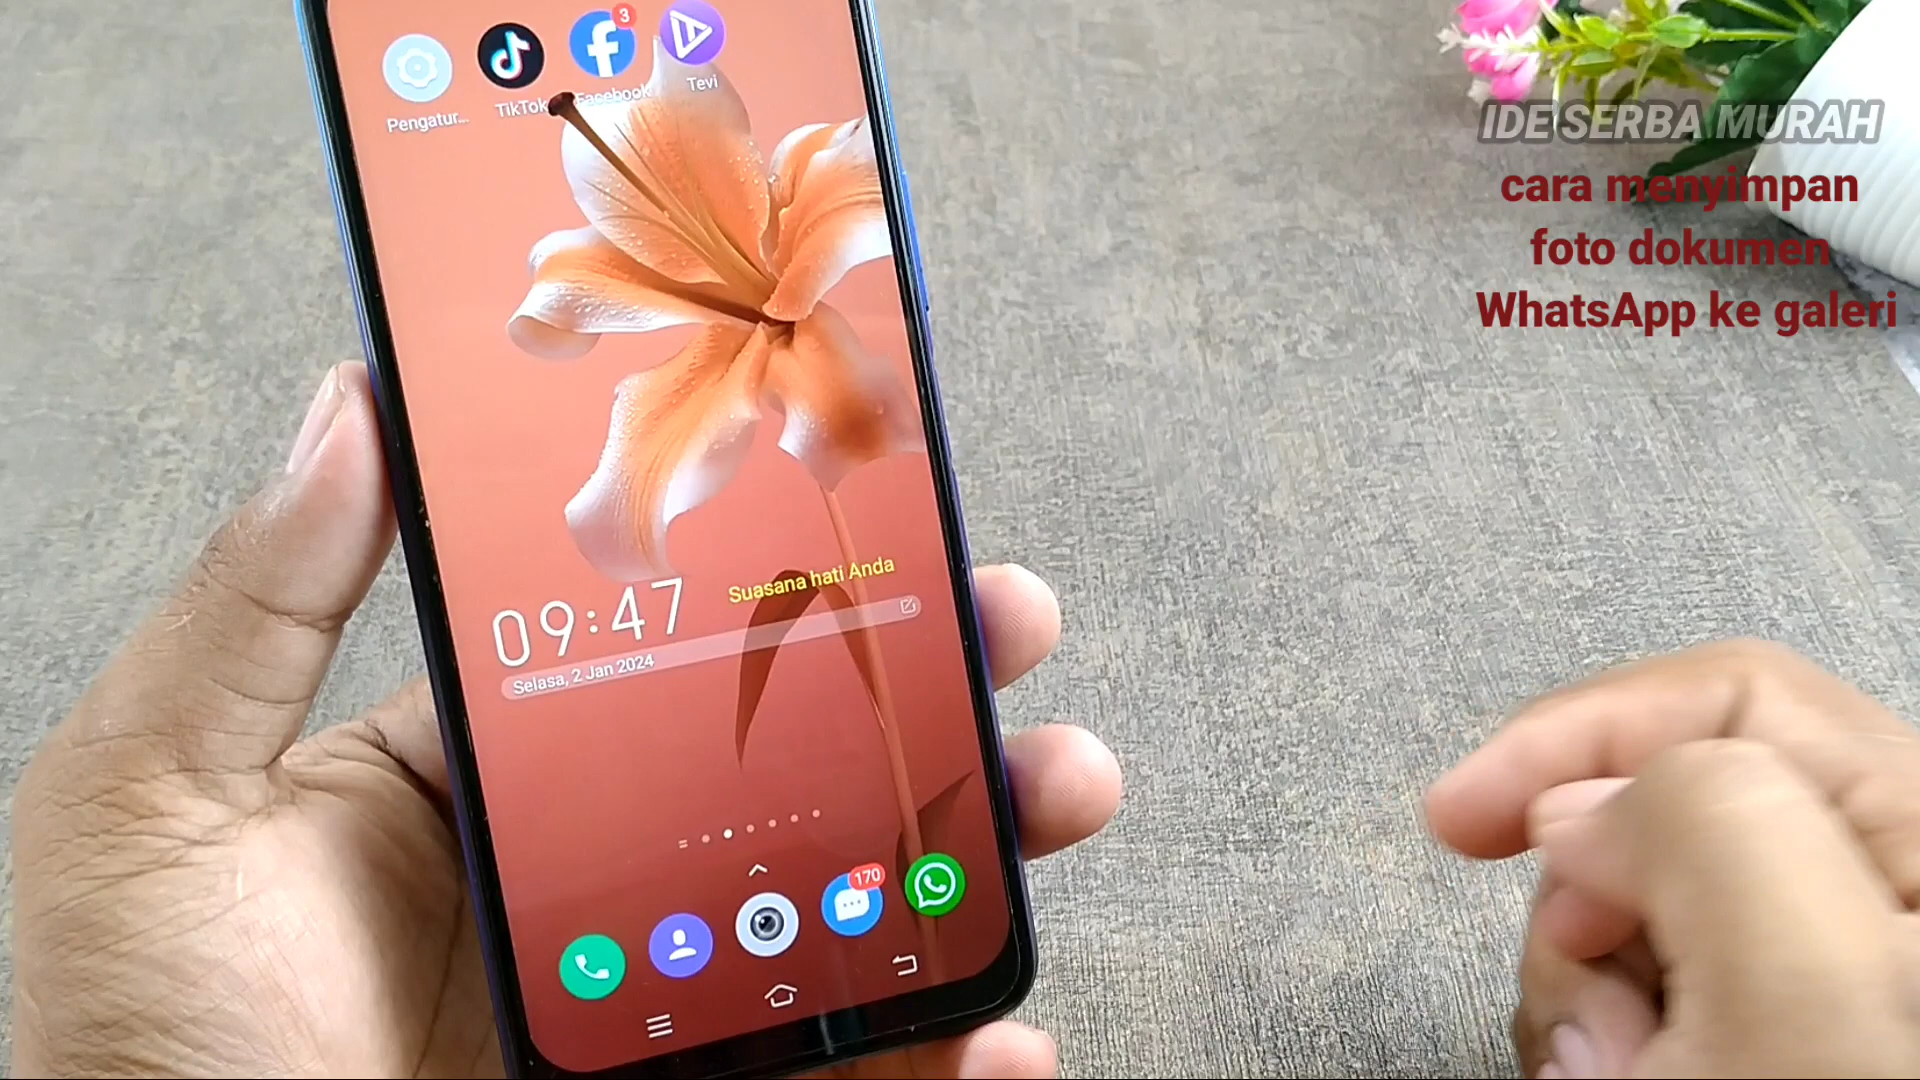 3
Pengatur...
TikTok
Facebook
Tevi
IDE SERBA MURAH
cara menyimpan
foto dokumen
WhatsApp ke galeri
09:47
Suasana hati Anda
Selasa, 2 Jan 2024
170